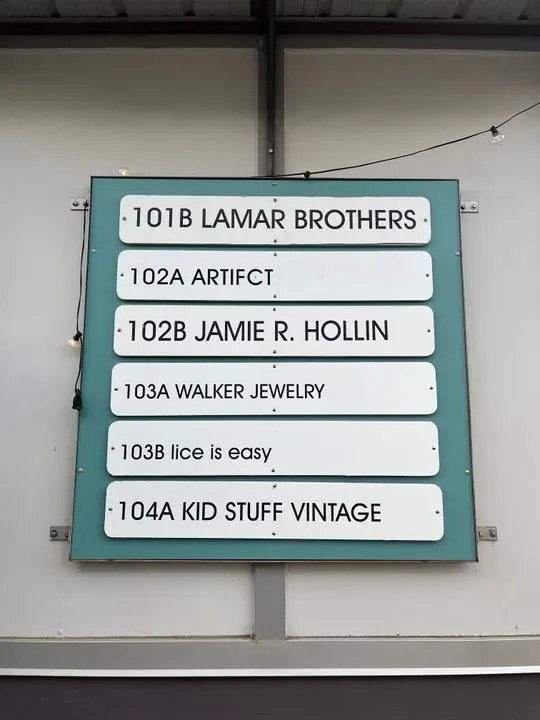 101B LAMAR BROTHERS
102A ARTIFCT
102B JAMIE R. HOLLIN
103A WALKER JEWELRY
103B lice is easy
104A KID STUFF VINTAGE